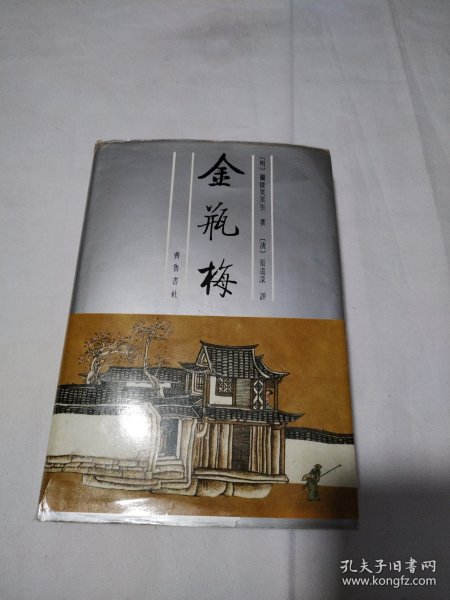 [明] 蘭陵笑笑生 著
[清] 張道深 評
金瓶梅
齊魯書社
孔夫子旧书网
www.kongfz.com